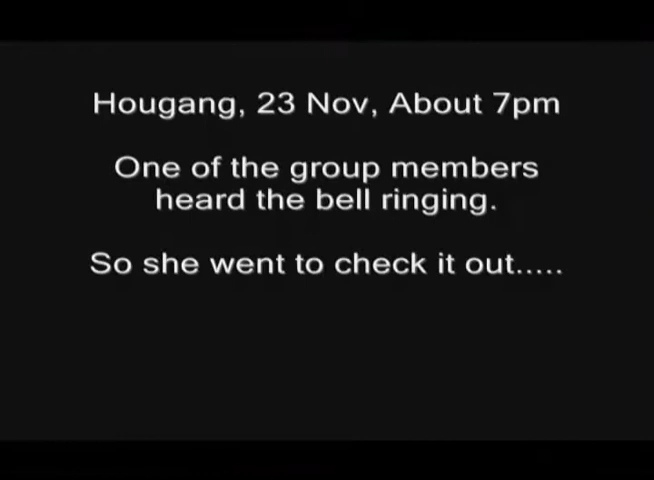 Hougang, 23 Nov, About 7pm
One of the group members
heard the bell ringing.
So she went to check it out.....